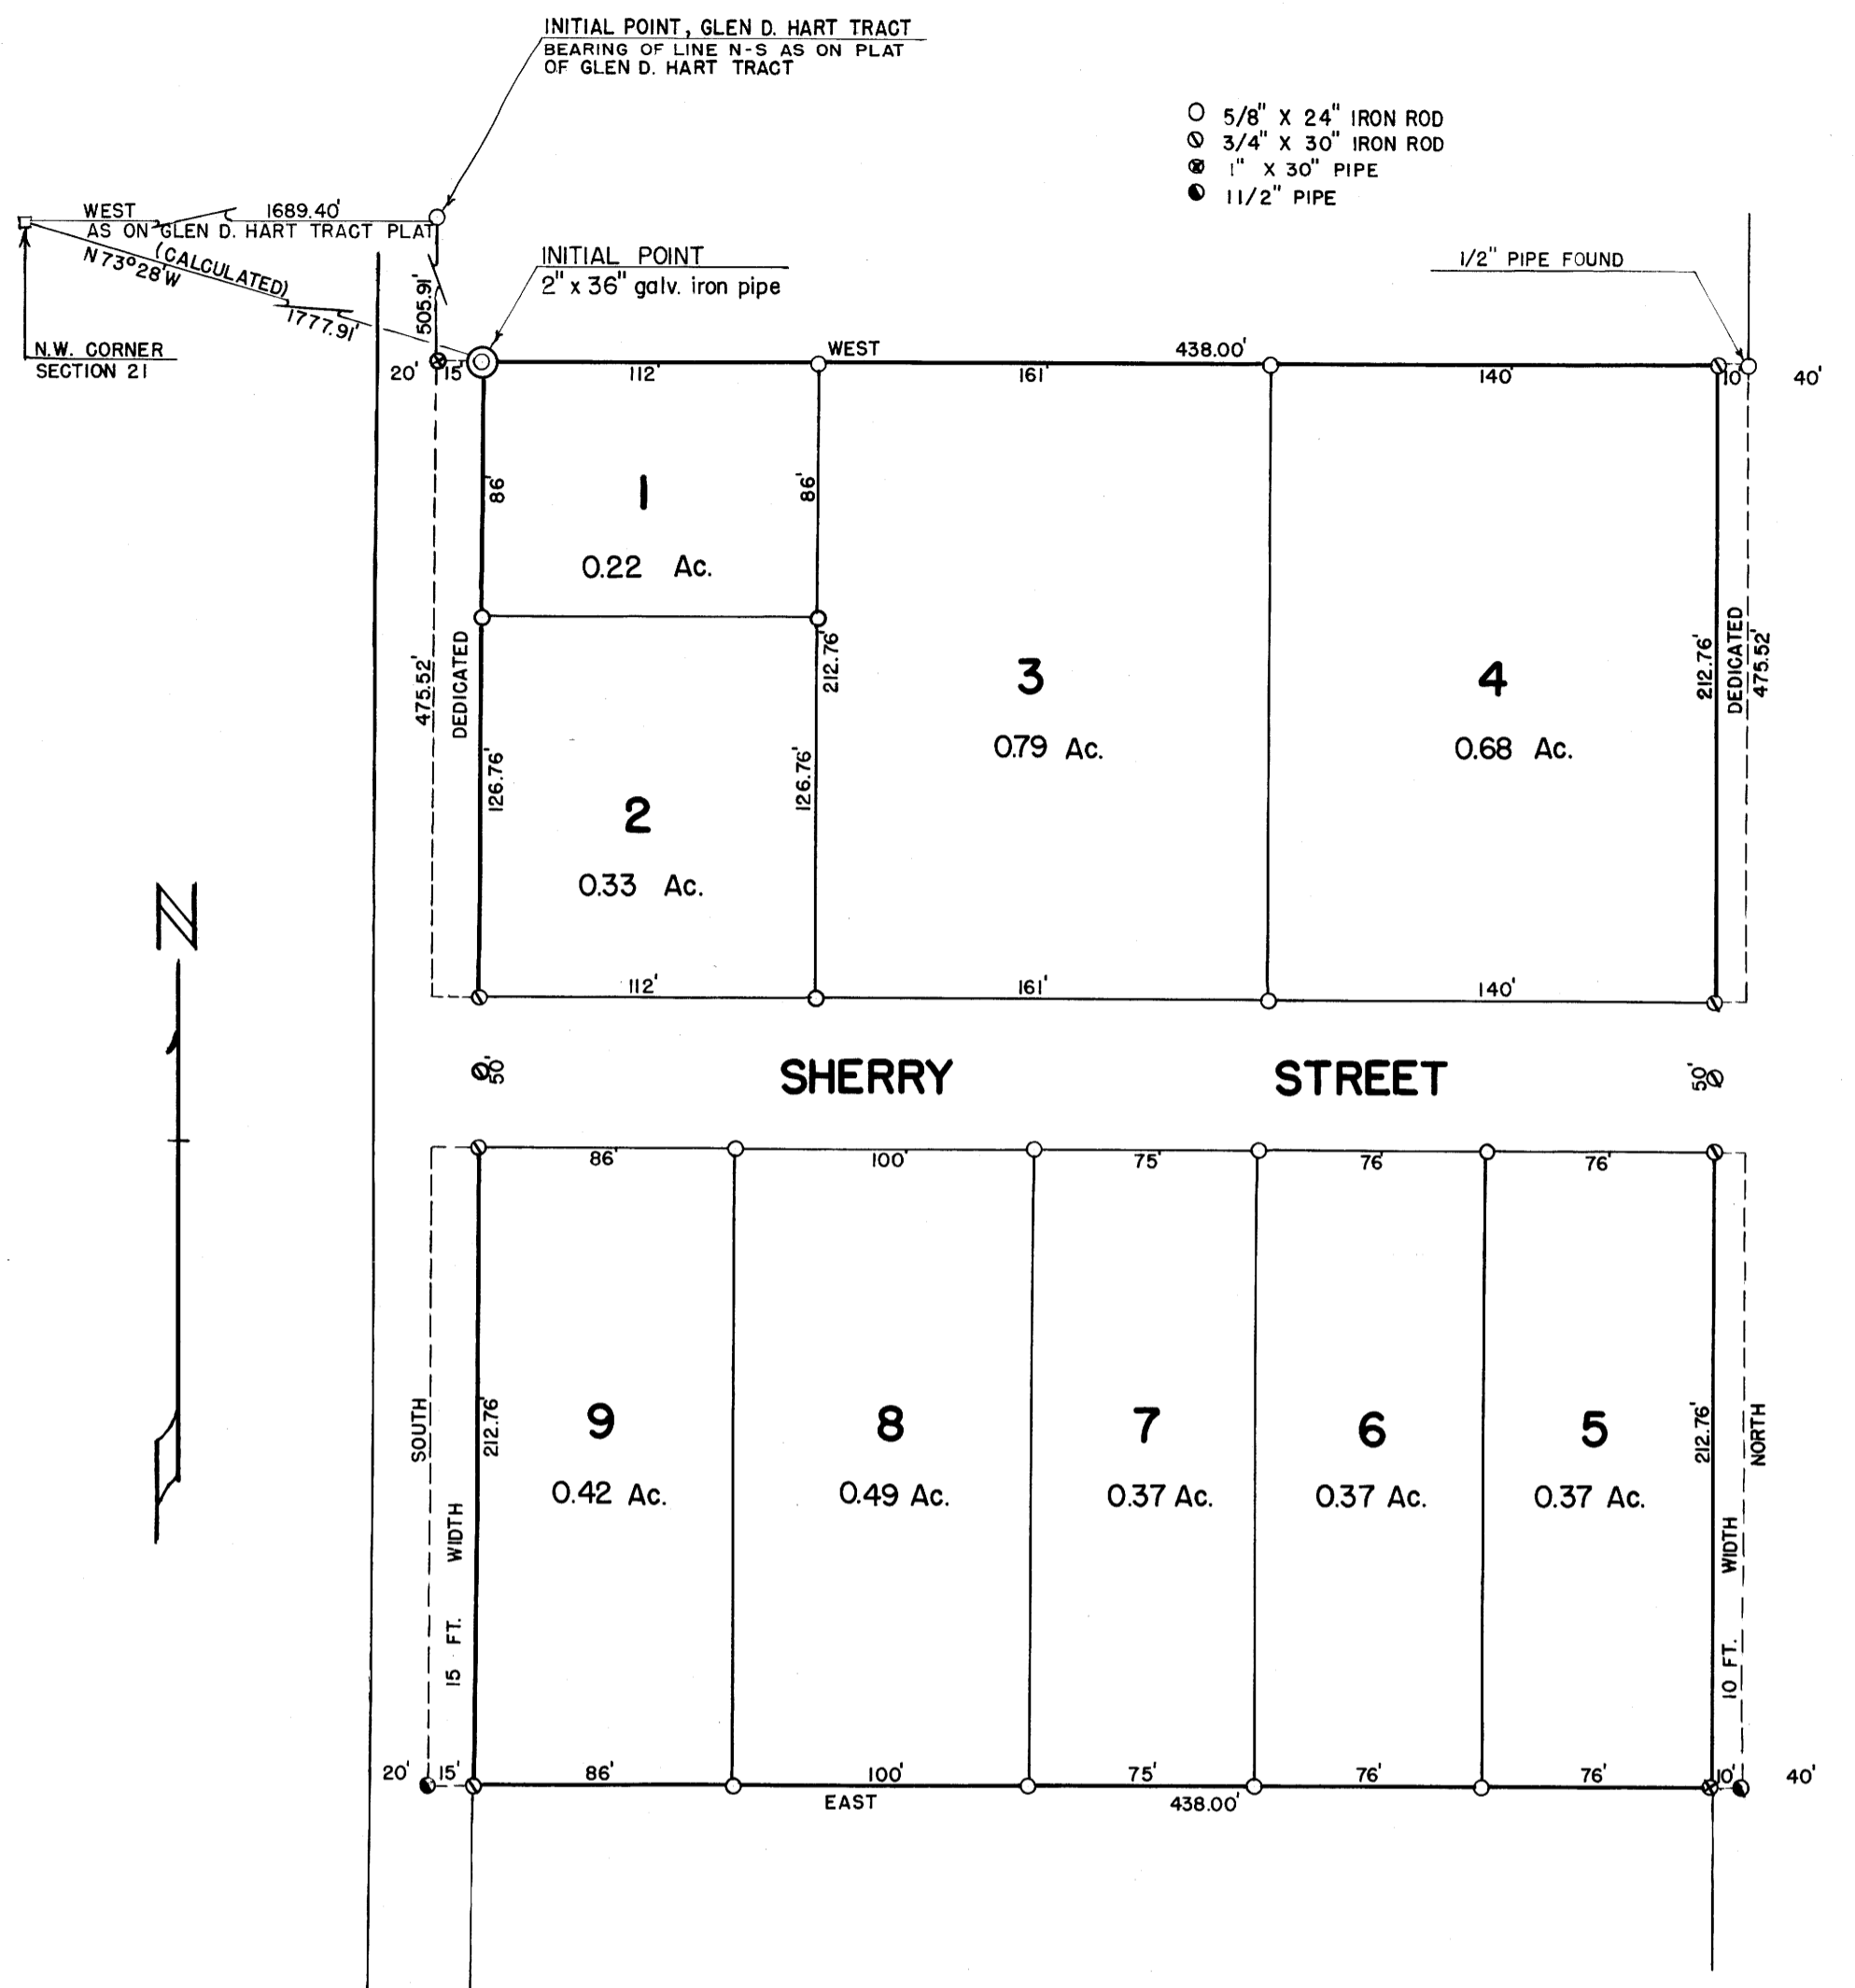 INITIAL POINT, GLEN D. HART TRACT
BEARING OF LINE N-S AS ON PLAT
OF GLEN D. HART TRACT
5/8" X 24" IRON ROD
3/4" X 30" IRON ROD
1" X 30" PIPE
1 1/2" PIPE
WEST 1689.40'
AS ON GLEN D. HART TRACT PLAT
(CALCULATED)
N 73°28'W
1777.91'
505.91'
N.W. CORNER
SECTION 21
INITIAL POINT
2" x 36" galv. iron pipe
1/2" PIPE FOUND
WEST 438.00'
20' 15' 112' 161' 140' 10' 40'
86'
1
86'
0.22 Ac.
475.52'
DEDICATED
212.76'
3
0.79 Ac.
4
0.68 Ac.
212.76'
DEDICATED
475.52'
126.76'
2
126.76'
0.33 Ac.
112' 161' 140'
N
50'
SHERRY STREET
50'
86' 100' 75' 76' 76'
SOUTH
212.76'
9
0.42 Ac.
8
0.49 Ac.
7
0.37 Ac.
6
0.37 Ac.
5
0.37 Ac.
212.76'
NORTH
15 FT. WIDTH
10 FT. WIDTH
20' 15' 86' 100' 75' 76' 76' 10' 40'
EAST 438.00'